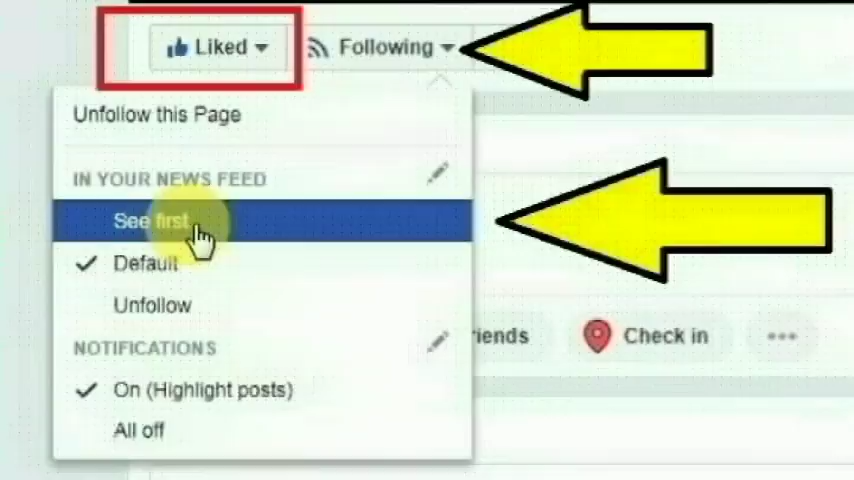 Liked Following
Unfollow this Page
IN YOUR NEWS FEED
See first
Default
Unfollow
riends Check in
NOTIFICATIONS
On (Highlight posts)
All off